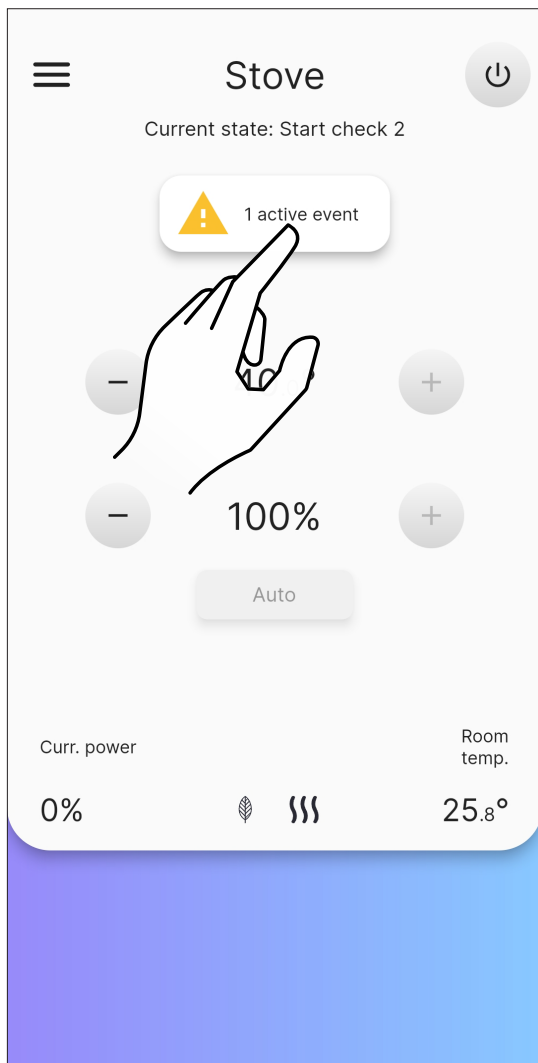 Stove
Current state: Start check 2
1 active event
−
+
− 100% +
Auto
Curr. power
Room
temp.
0%
25.8°